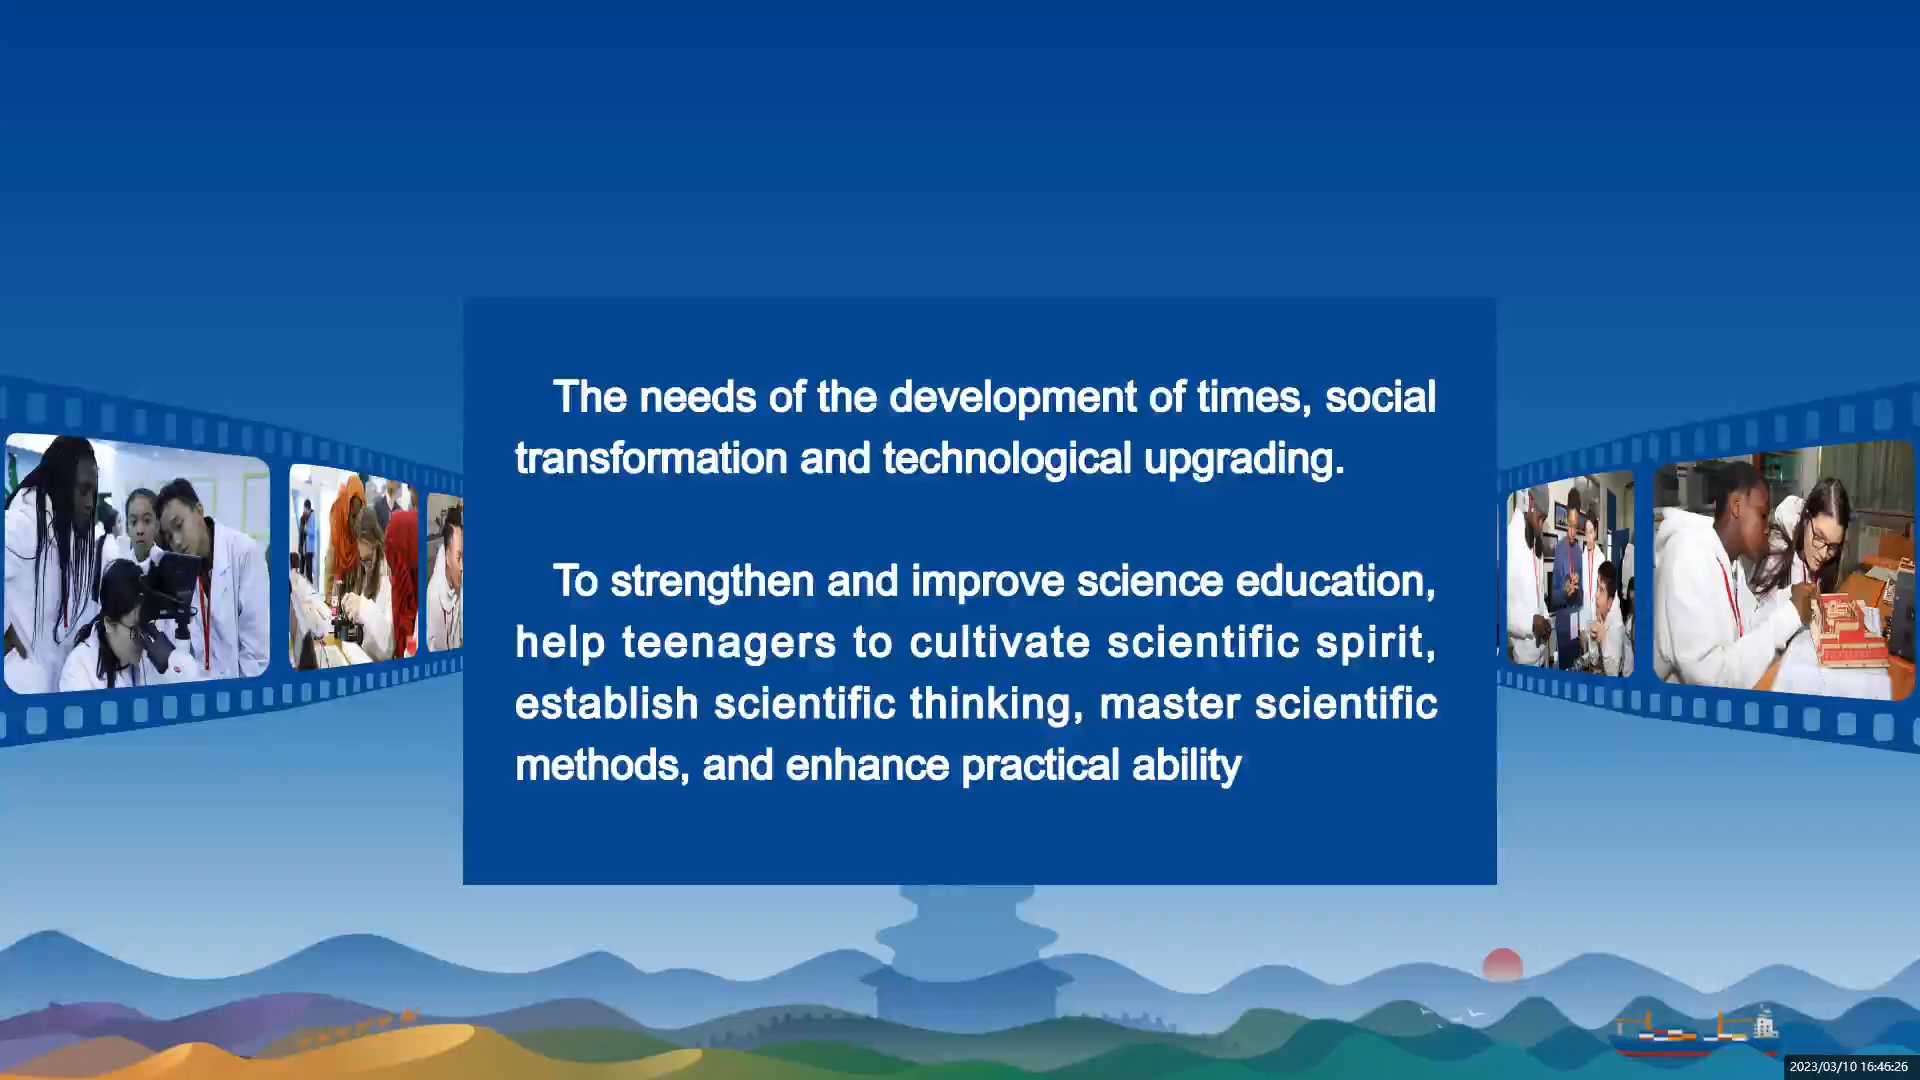 The needs of the development of times, social
transformation and technological upgrading.
To strengthen and improve science education,
help teenagers to cultivate scientific spirit,
establish scientific thinking, master scientific
methods, and enhance practical ability
2023/03/10 16:46:26